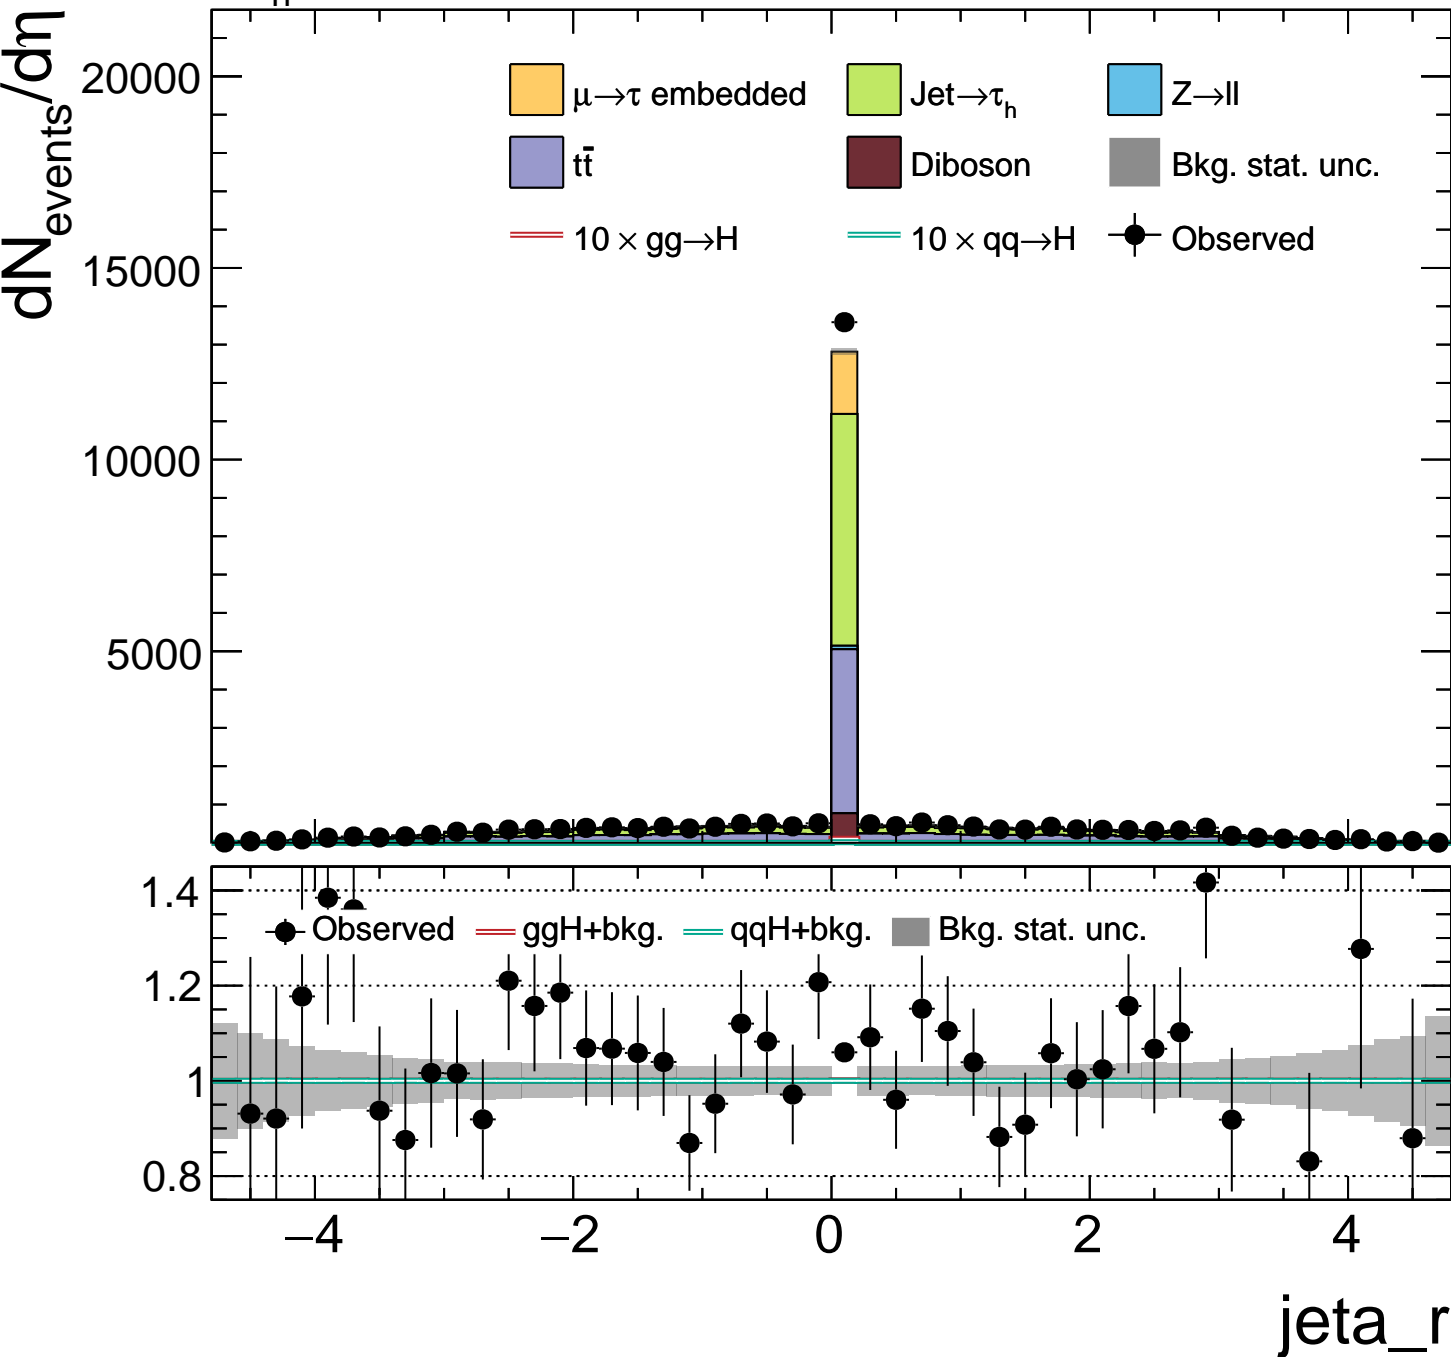 dN_events/dη
20000
15000
10000
5000
μ→τ embedded
Jet→τ_h
Z→ll
tt̄
Diboson
Bkg. stat. unc.
10 × gg→H
10 × qq→H
Observed
1.4
1.2
1
0.8
Observed
ggH+bkg.
qqH+bkg.
Bkg. stat. unc.
−4
−2
0
2
4
jeta_r